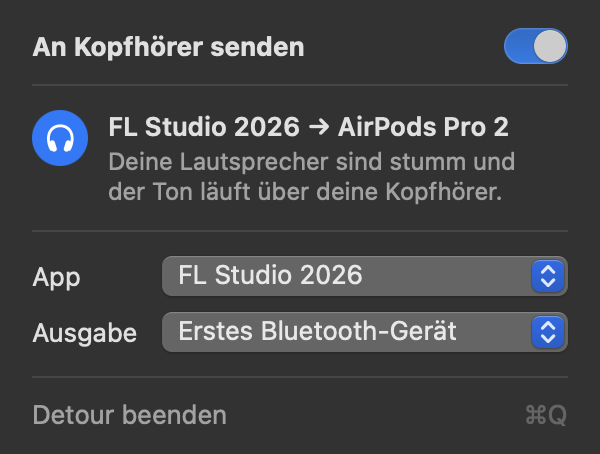 An Kopfhörer senden
FL Studio 2026 → AirPods Pro 2
Deine Lautsprecher sind stumm und
der Ton läuft über deine Kopfhörer.
App
FL Studio 2026
Ausgabe
Erstes Bluetooth-Gerät
Detour beenden
⌘Q